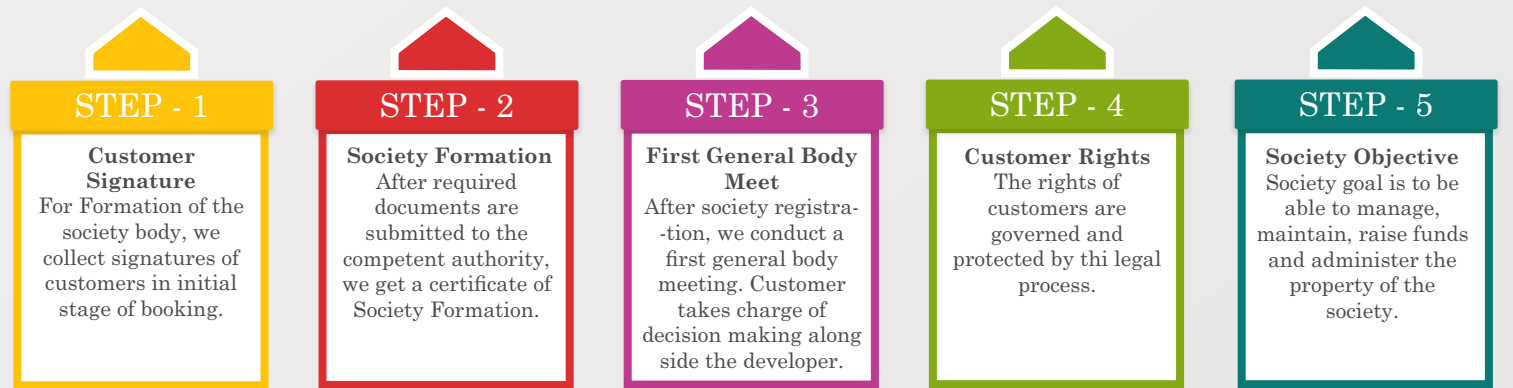 STEP - 1
Customer
Signature
For Formation of the
society body, we
collect signatures of
customers in initial
stage of booking.
STEP - 2
Society Formation
After required
documents are
submitted to the
competent authority,
we get a certificate of
Society Formation.
STEP - 3
First General Body
Meet
After society registra-
-tion, we conduct a
first general body
meeting. Customer
takes charge of
decision making along
side the developer.
STEP - 4
Customer Rights
The rights of
customers are
governed and
protected by thi legal
process.
STEP - 5
Society Objective
Society goal is to be
able to manage,
maintain, raise funds
and administer the
property of the
society.